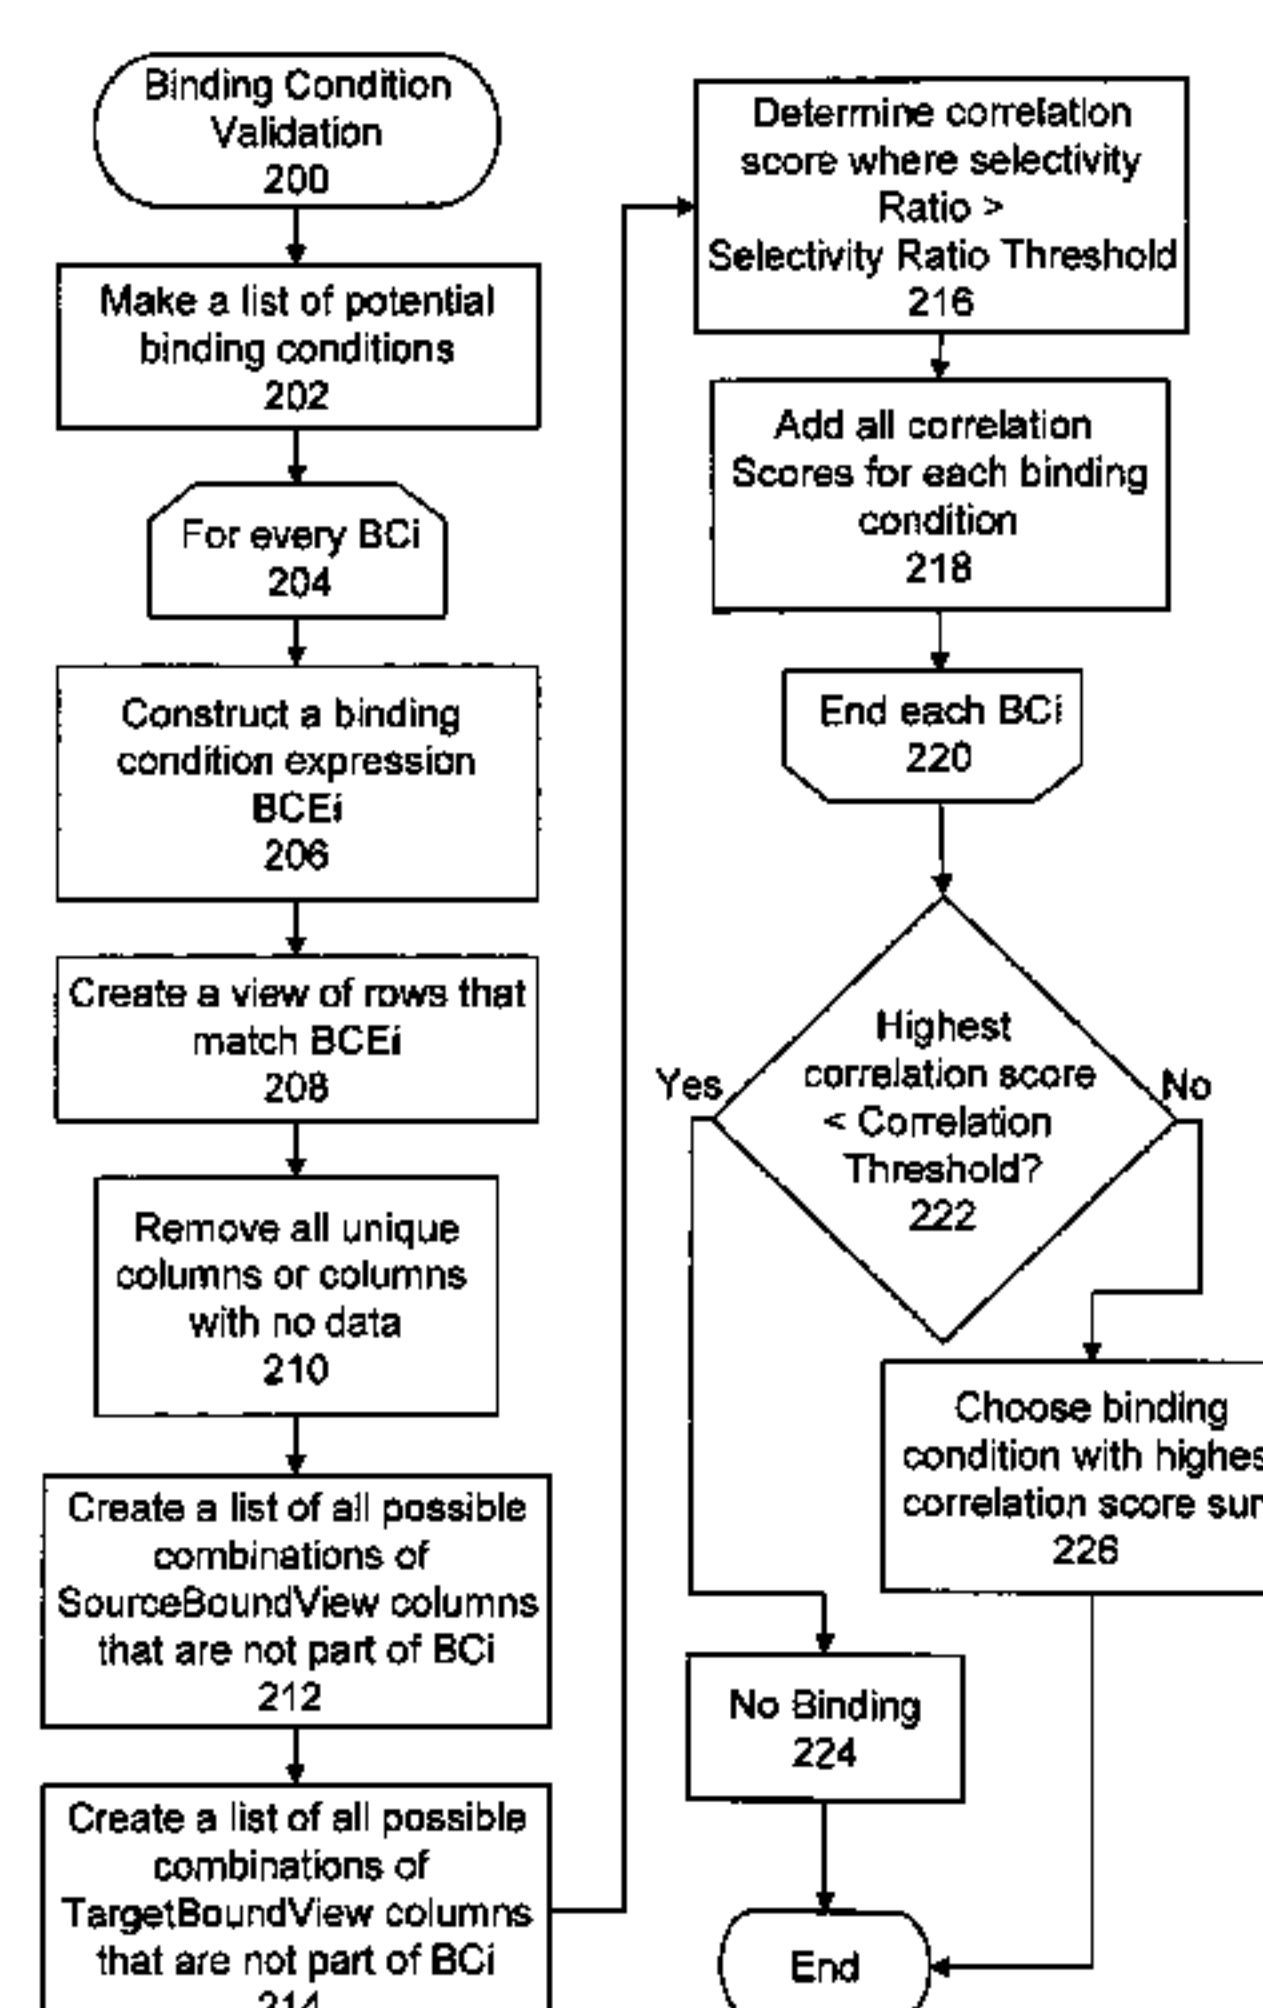 Binding Condition
Validation
200
Make a list of potential
binding conditions
202
For every BCi
204
Construct a binding
condition expression
BCEi
206
Create a view of rows that
match BCEi
208
Remove all unique
columns or columns
with no data
210
Create a list of all possible
combinations of
SourceBoundView columns
that are not part of BCi
212
Create a list of all possible
combinations of
TargetBoundView columns
that are not part of BCi
214
Determine correlation
score where selectivity
Ratio >
Selectivity Ratio Threshold
216
Add all correlation
Scores for each binding
condition
218
End each BCi
220
Highest
correlation score
< Correlation
Threshold?
222
Yes
No
Choose binding
condition with
correlation score
226
No Binding
224
End